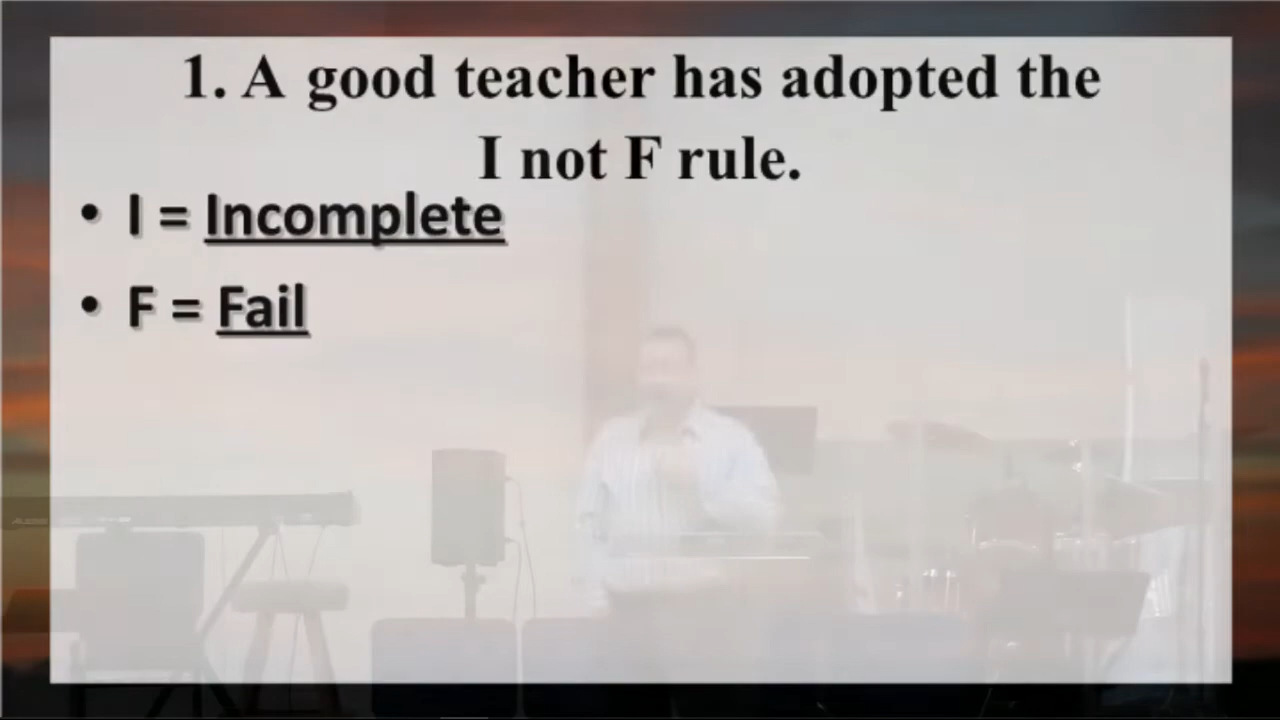 1. A good teacher has adopted the
I not F rule.
• I = Incomplete
• F = Fail